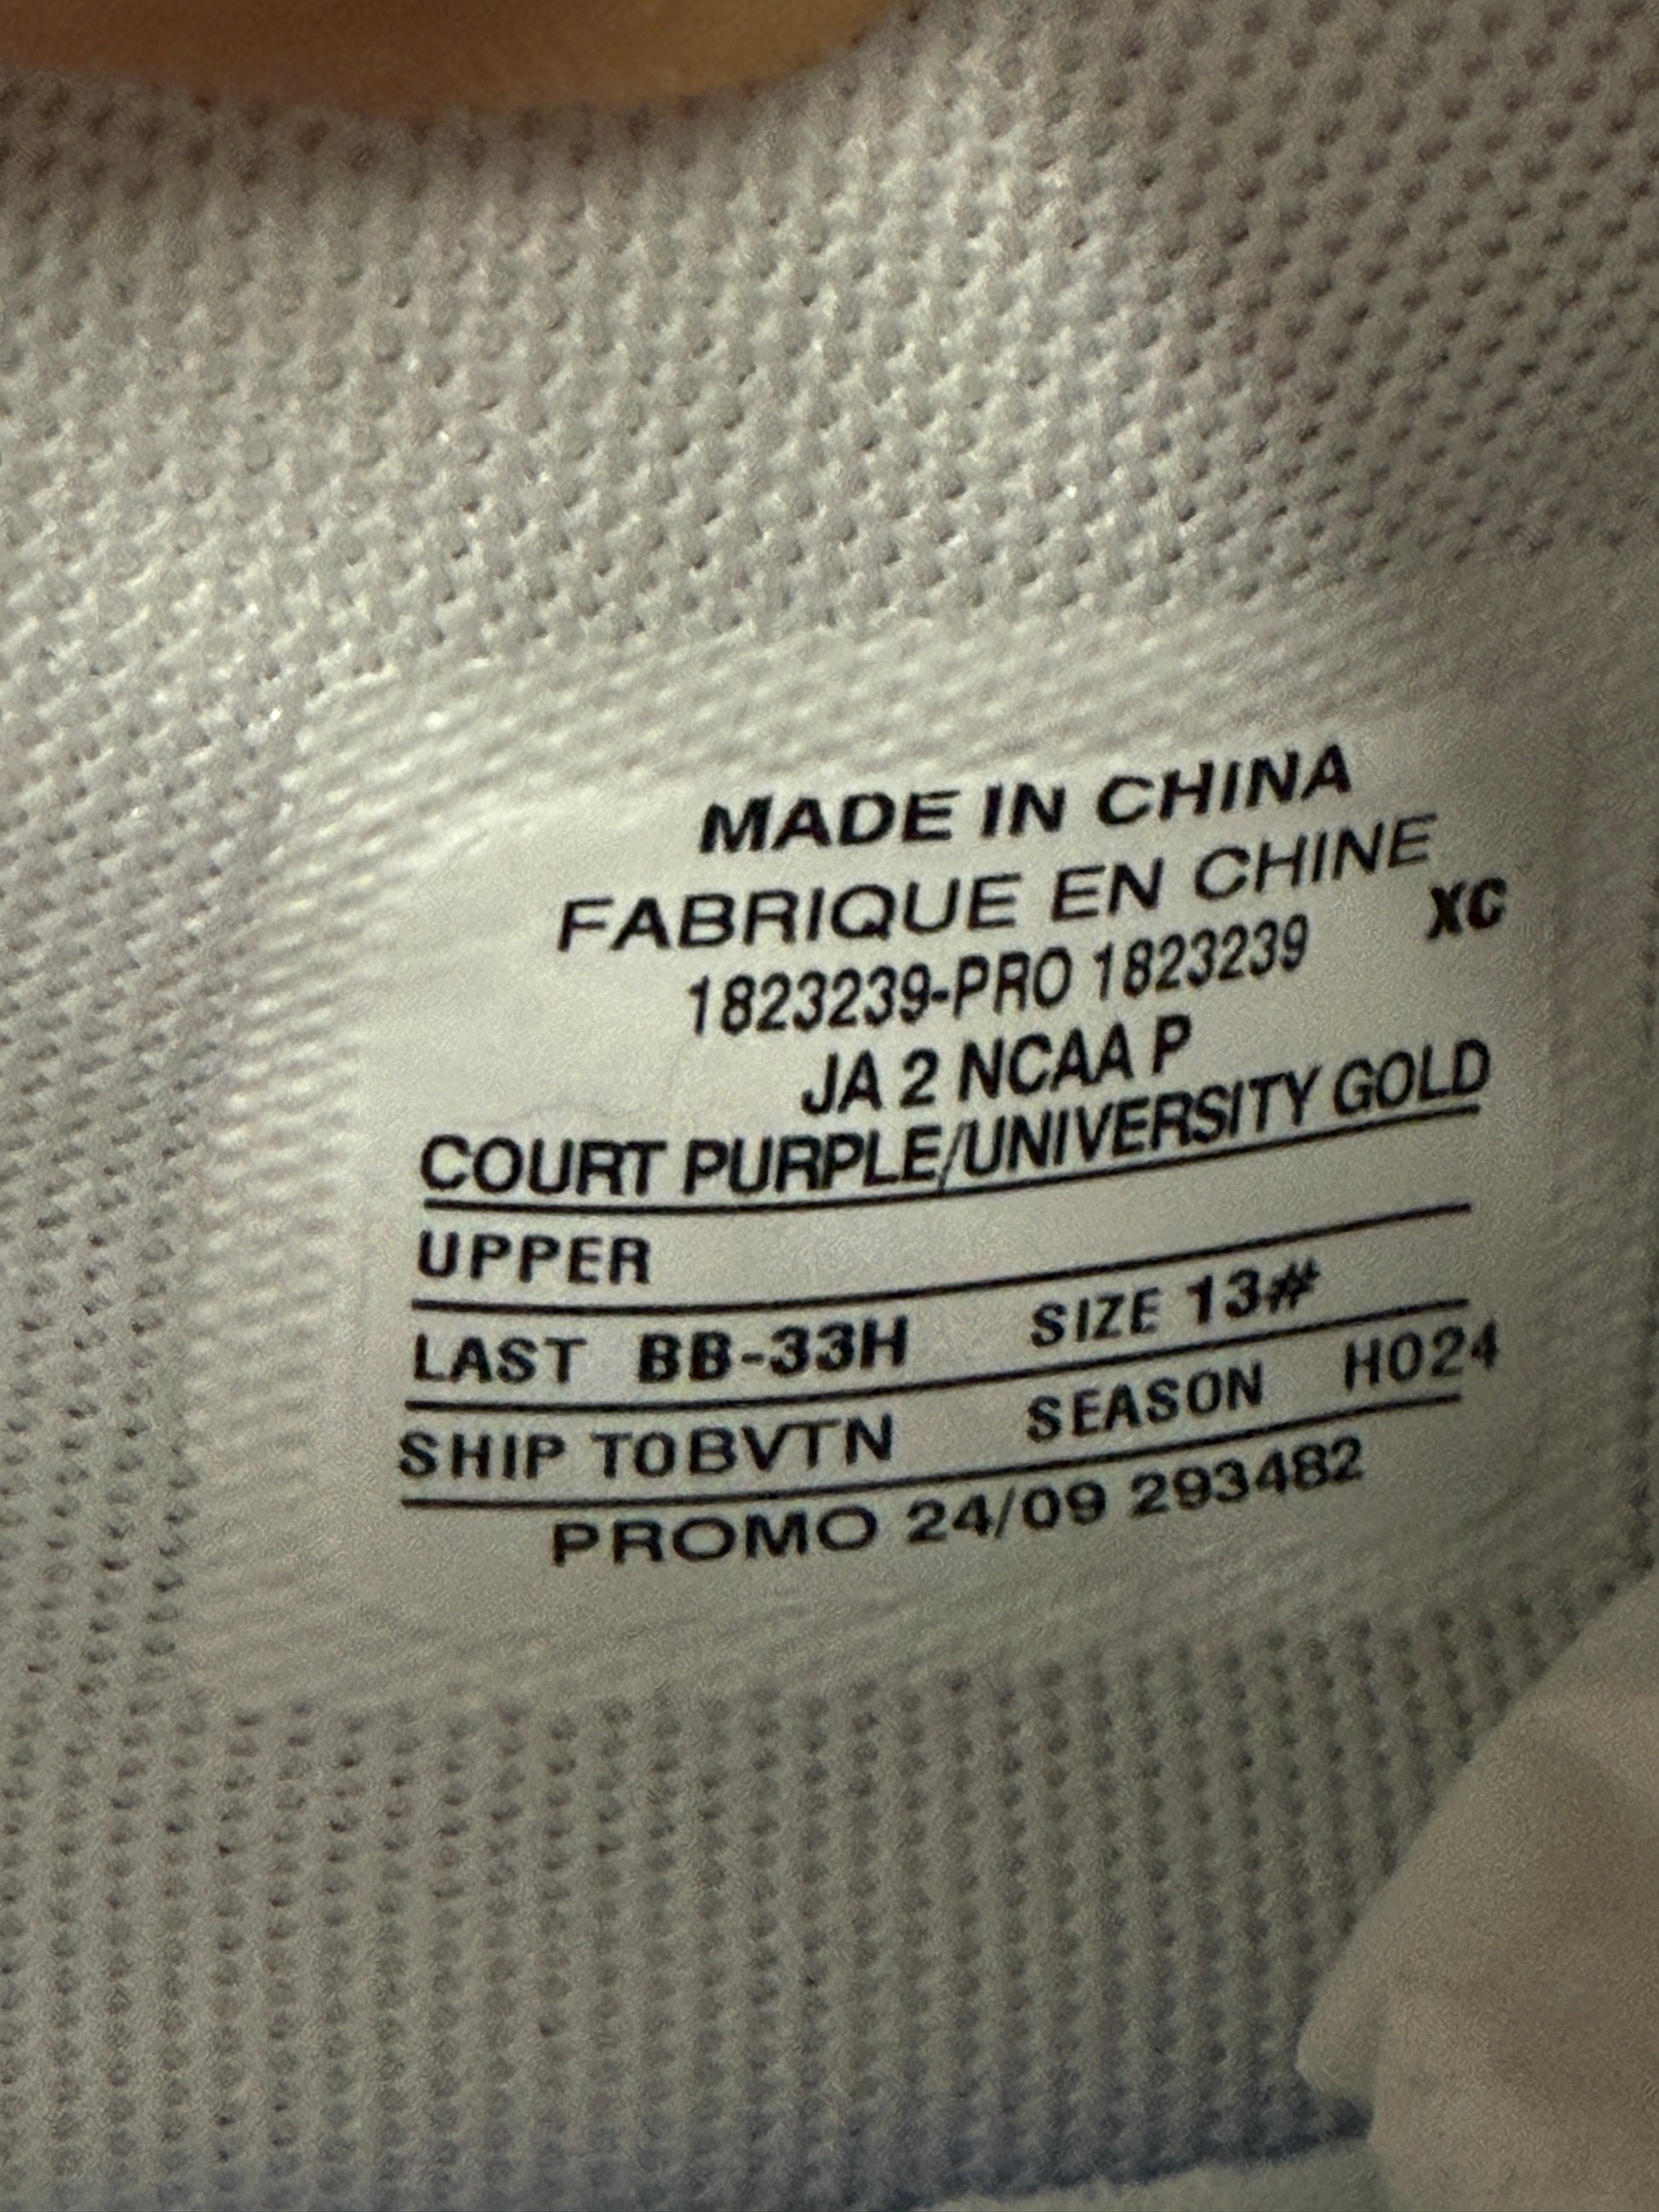 MADE IN CHINA
FABRIQUE EN CHINE
XC
1823239-PRO 1823239
JA 2 NCAA P
COURT PURPLE/UNIVERSITY GOLD
UPPER
LAST BB-33H SIZE 13#
SHIP TOBVTN SEASON HO24
PROMO 24/09 293482